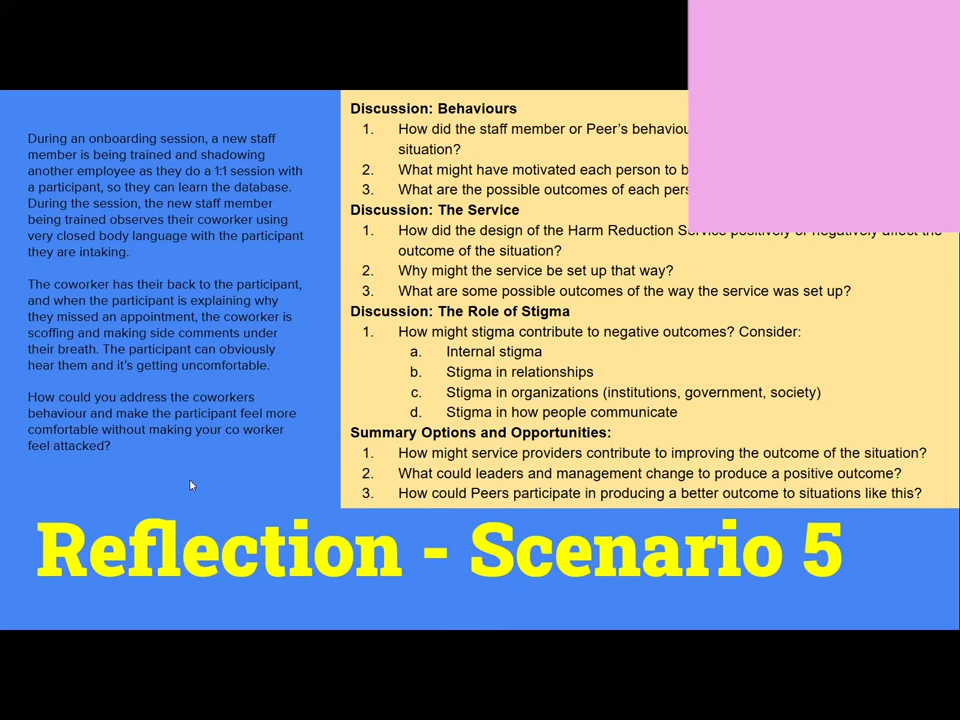 During an onboarding session, a new staff
member is being trained and shadowing
another employee as they do a 1:1 session with
a participant, so they can learn the database.
During the session, the new staff member
being trained observes their coworker using
very closed body language with the participant
they are intaking.
The coworker has their back to the participant,
and when the participant is explaining why
they missed an appointment, the coworker is
scoffing and making side comments under
their breath. The participant can obviously
hear them and it's getting uncomfortable.
How could you address the coworkers
behaviour and make the participant feel more
comfortable without making your co worker
feel attacked?
Discussion: Behaviours
1. How did the staff member or Peer's
situation?
2. What might have motivated each person to
3. What are the possible outcomes of each
Discussion: The Service
1. How did the design of the Harm Reduction Service positively or negatively affect the
outcome of the situation?
2. Why might the service be set up that way?
3. What are some possible outcomes of the way the service was set up?
Discussion: The Role of Stigma
1. How might stigma contribute to negative outcomes? Consider:
a. Internal stigma
b. Stigma in relationships
c. Stigma in organizations (institutions, government, society)
d. Stigma in how people communicate
Summary Options and Opportunities:
1. How might service providers contribute to improving the outcome of the situation?
2. What could leaders and management change to produce a positive outcome?
3. How could Peers participate in producing a better outcome to situations like this?
Reflection - Scenario 5